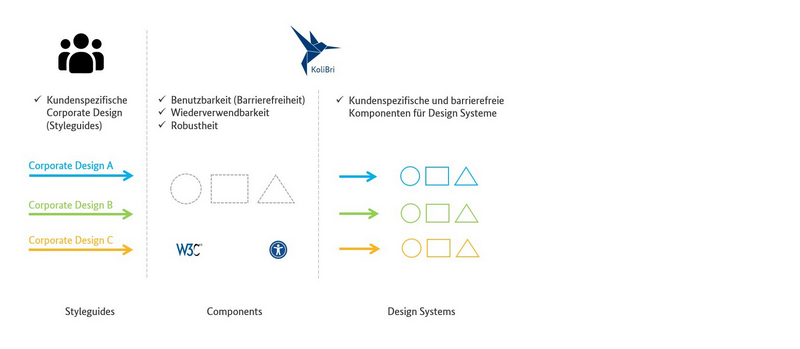 KoliBri
✓ Kundenspezifische
Corporate Design
(Styleguides)
✓ Benutzbarkeit (Barrierefreiheit)
✓ Wiederverwendbarkeit
✓ Robustheit
✓ Kundenspezifische und barrierefreie
Komponenten für Design Systeme
Corporate Design A
Corporate Design B
Corporate Design C
W3C
Styleguides
Components
Design Systems